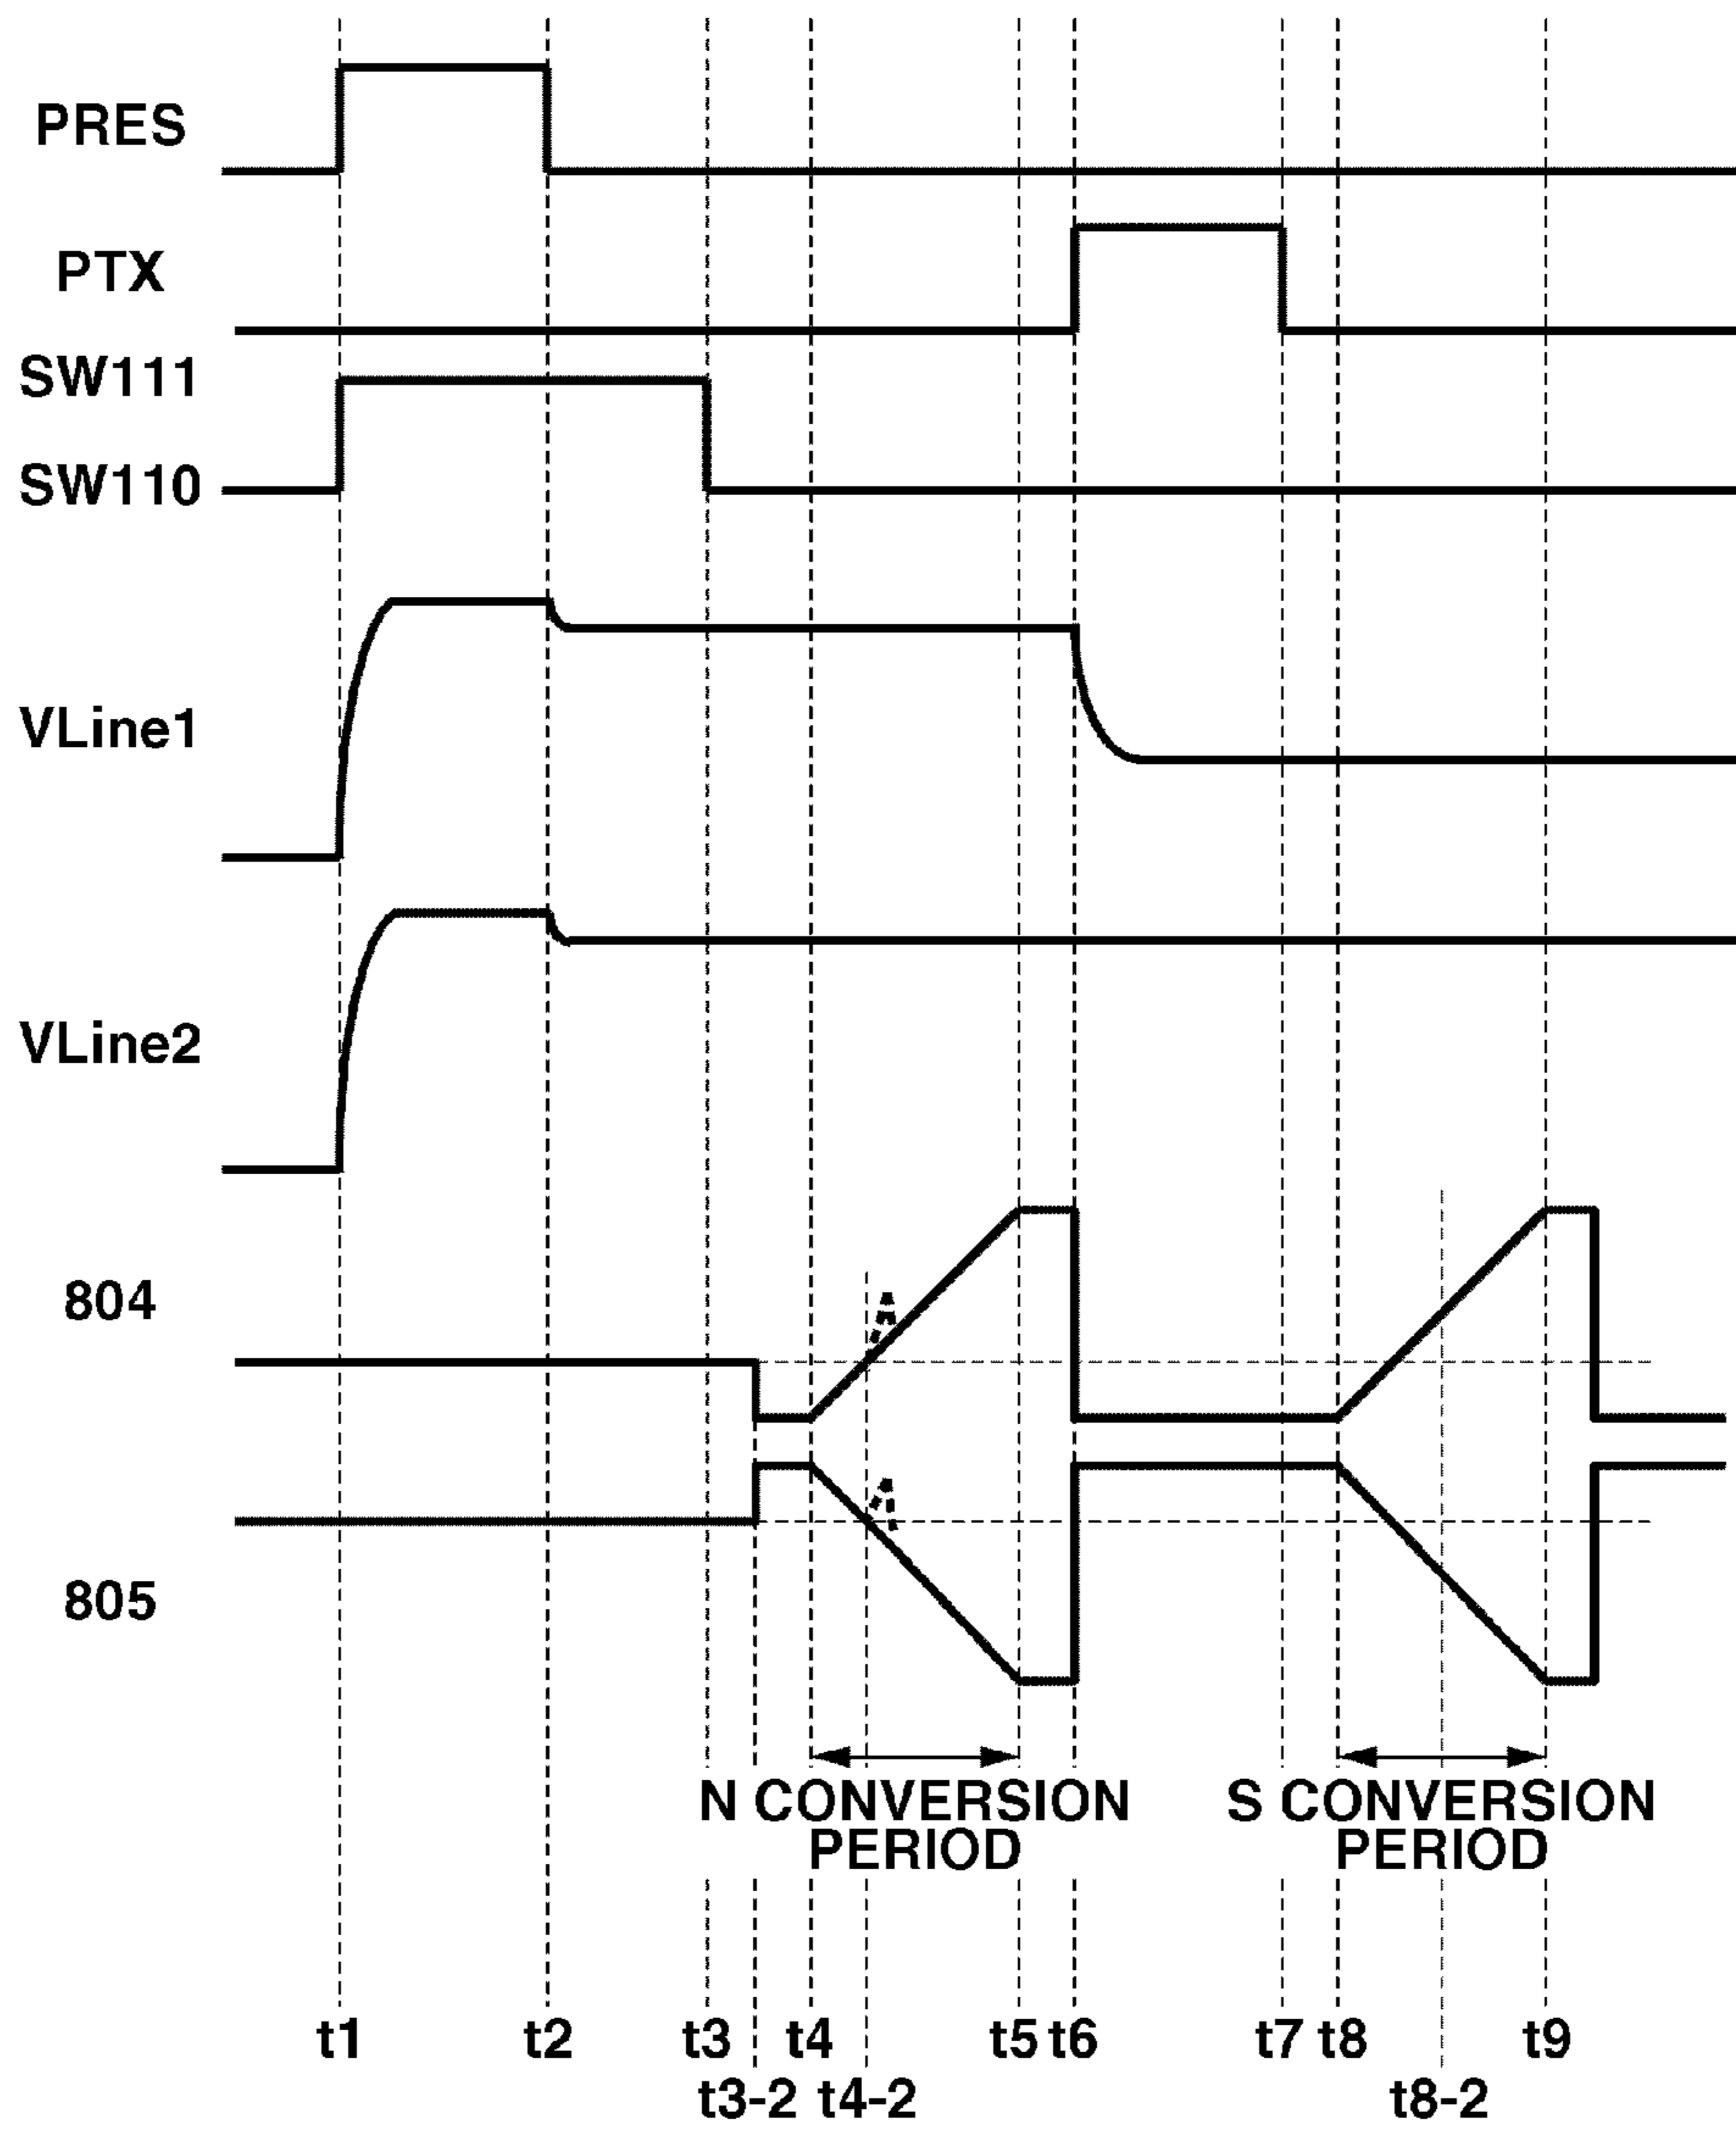 PRES
PTX
SW111
SW110
VLine1
VLine2
804
805
N CONVERSION PERIOD
S CONVERSION PERIOD
t1 t2 t3 t4 t5 t6 t7 t8 t9
t3-2 t4-2 t8-2